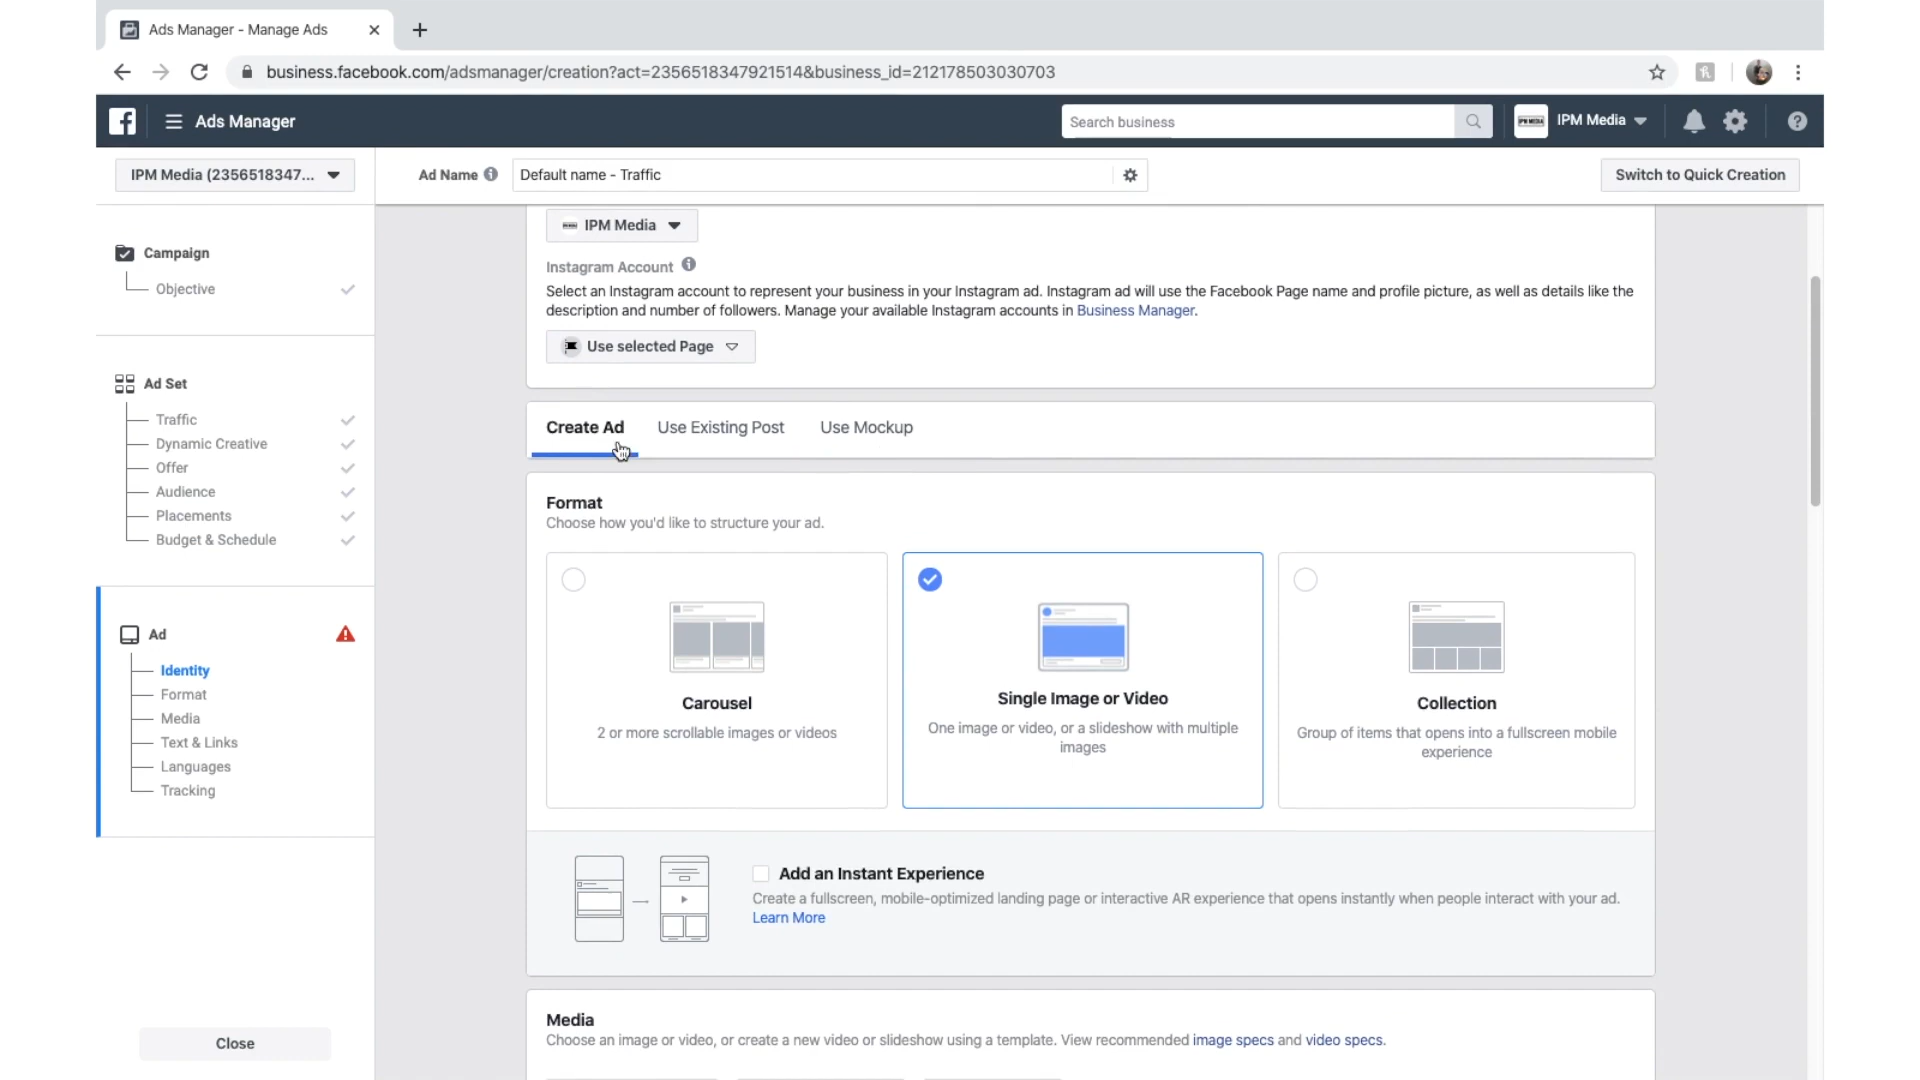 Ads Manager - Manage Ads
business.facebook.com/adsmanager/creation?act=2356518347921514&business_id=212178503030703
Ads Manager
Search business
IPM MEDIA
IPM Media
IPM Media (2356518347...
Ad Name
Default name - Traffic
Switch to Quick Creation
Campaign
Objective
Ad Set
Traffic
Dynamic Creative
Offer
Audience
Placements
Budget & Schedule
Ad
Identity
Format
Media
Text & Links
Languages
Tracking
Close
IPM Media
Instagram Account
Select an Instagram account to represent your business in your Instagram ad. Instagram ad will use the Facebook Page name and profile picture, as well as details like the
description and number of followers. Manage your available Instagram accounts in Business Manager.
Use selected Page
Create Ad
Use Existing Post
Use Mockup
Format
Choose how you'd like to structure your ad.
Carousel
2 or more scrollable images or videos
Single Image or Video
One image or video, or a slideshow with multiple
images
Collection
Group of items that opens into a fullscreen mobile
experience
Add an Instant Experience
Create a fullscreen, mobile-optimized landing page or interactive AR experience that opens instantly when people interact with your ad.
Learn More
Media
Choose an image or video, or create a new video or slideshow using a template. View recommended image specs and video specs.